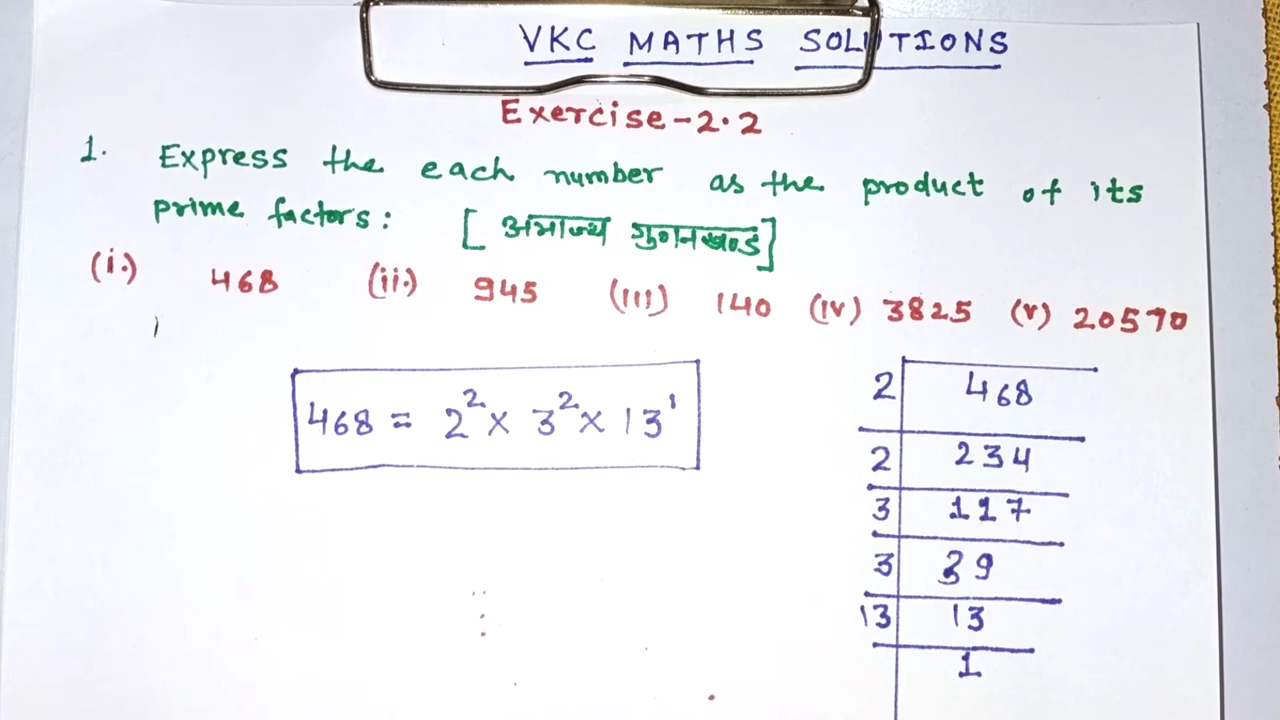 VKC MATHS SOLUTIONS
Exercise-2.2
1. Express the each number as the product of its
prime factors: [अभाज्य गुणनखण्ड]
(i.) 468 (ii.) 945 (III) 140 (IV) 3825 (V) 20570
468 = 2² × 3² × 13¹
2 468
2 234
3 117
3 39
13 13
1